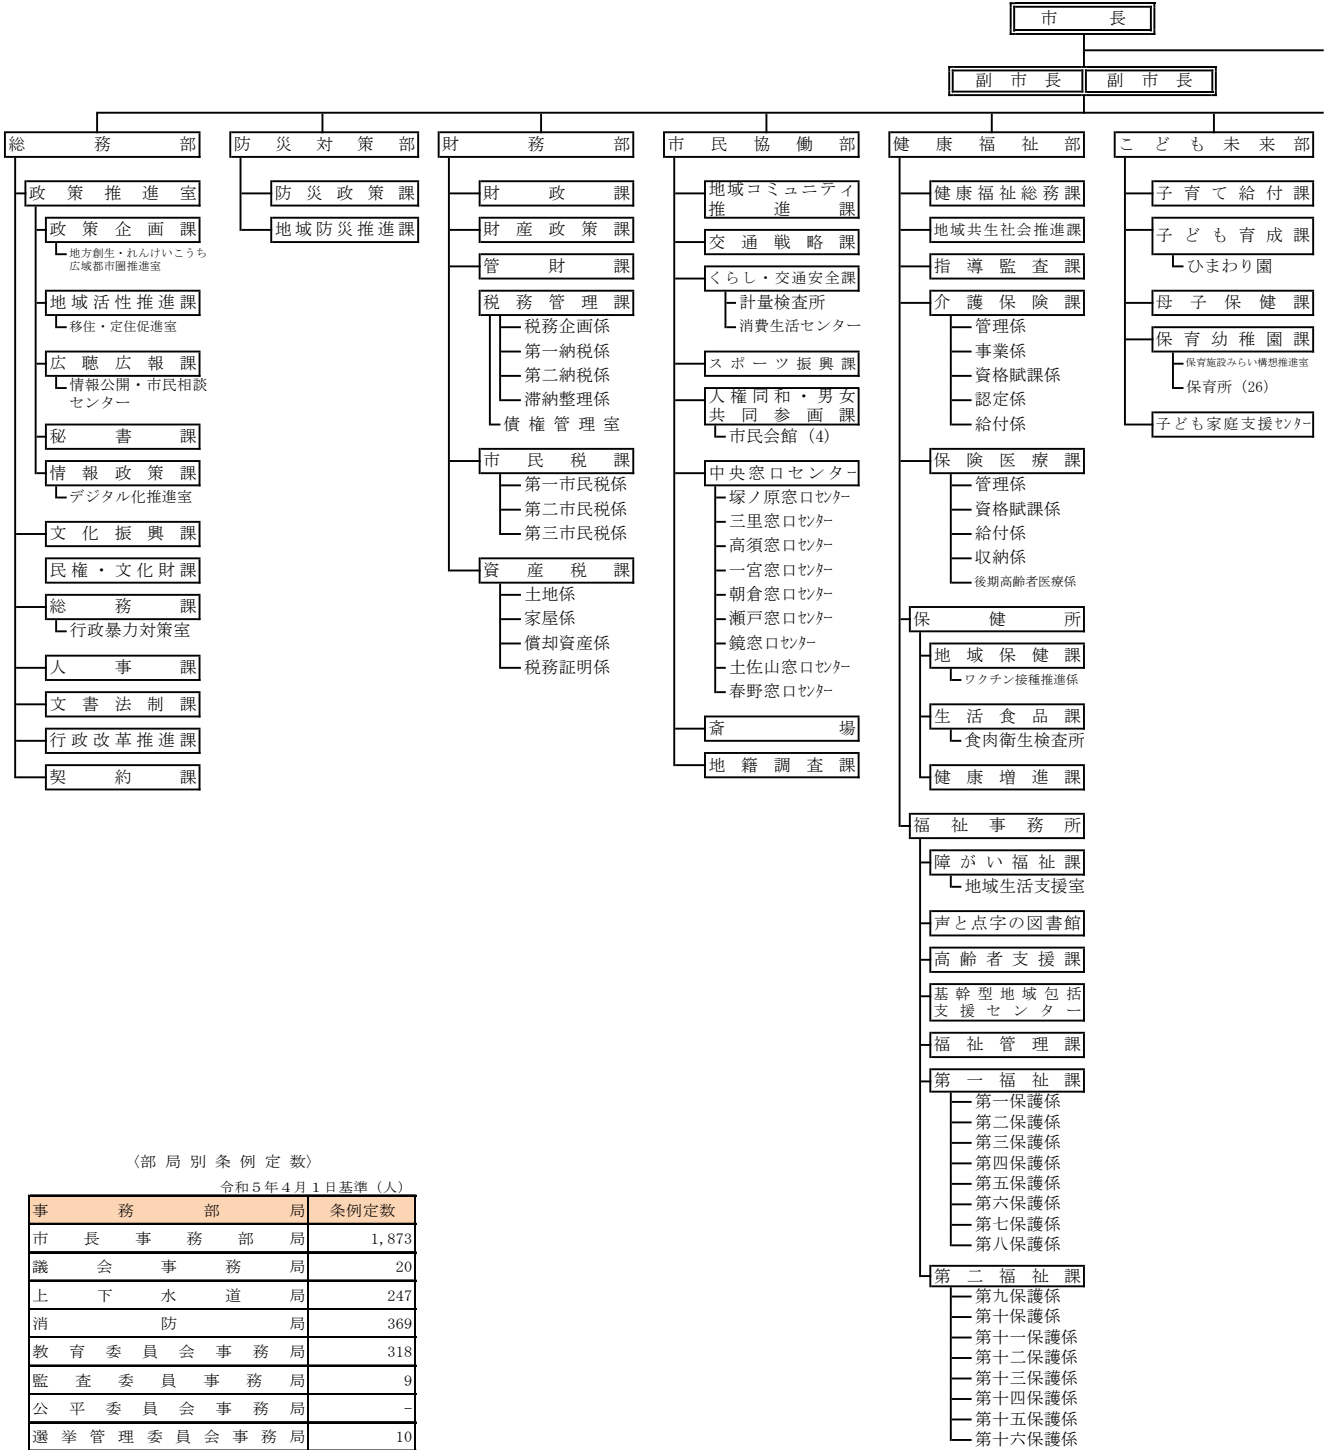 市長
副市長 副市長
総務部
政策推進室
政策企画課
地方創生・れんけいこうち
広域都市圏推進室
地域活性推進課
移住・定住促進室
広聴広報課
情報公開・市民相談
センター
秘書課
情報政策課
デジタル化推進室
文化振興課
民権・文化財課
総務課
行政暴力対策室
人事課
文書法制課
行政改革推進課
契約課
防災対策部
防災政策課
地域防災推進課
財務部
財政課
財産政策課
管財課
税務管理課
税務企画係
第一納税係
第二納税係
滞納整理係
債権管理室
市民税課
第一市民税係
第二市民税係
第三市民税係
資産税課
土地係
家屋係
償却資産係
税務証明係
市民協働部
地域コミュニティ
推進課
交通戦略課
くらし・交通安全課
計量検査所
消費生活センター
スポーツ振興課
人権同和・男女
共同参画課
市民会館(4)
中央窓口センター
塚ノ原窓口センター
三里窓口センター
高須窓口センター
一宮窓口センター
朝倉窓口センター
瀬戸窓口センター
鏡窓口センター
土佐山窓口センター
春野窓口センター
斎場
地籍調査課
健康福祉部
健康福祉総務課
地域共生社会推進課
指導監査課
介護保険課
管理係
事業係
資格賦課係
認定係
給付係
保険医療課
管理係
資格賦課係
給付係
収納係
後期高齢者医療係
保健所
地域保健課
ワクチン接種推進係
生活食品課
食肉衛生検査所
健康増進課
福祉事務所
障がい福祉課
地域生活支援室
声と点字の図書館
高齢者支援課
基幹型地域包括
支援センター
福祉管理課
第一福祉課
第一保護係
第二保護係
第三保護係
第四保護係
第五保護係
第六保護係
第七保護係
第八保護係
第二福祉課
第九保護係
第十保護係
第十一保護係
第十二保護係
第十三保護係
第十四保護係
第十五保護係
第十六保護係
こども未来部
子育て給付課
子ども育成課
ひまわり園
母子保健課
保育幼稚園課
保育施設みらい構想推進室
保育所(26)
子ども家庭支援センター
〈部局別条例定数〉
令和5年4月1日基準(人)
事務部局 条例定数
市長事務部局 1,873
議会事務局 20
上下水道局 247
消防局 369
教育委員会事務局 318
監査委員事務局 9
公平委員会事務局 -
選挙管理委員会事務局 10